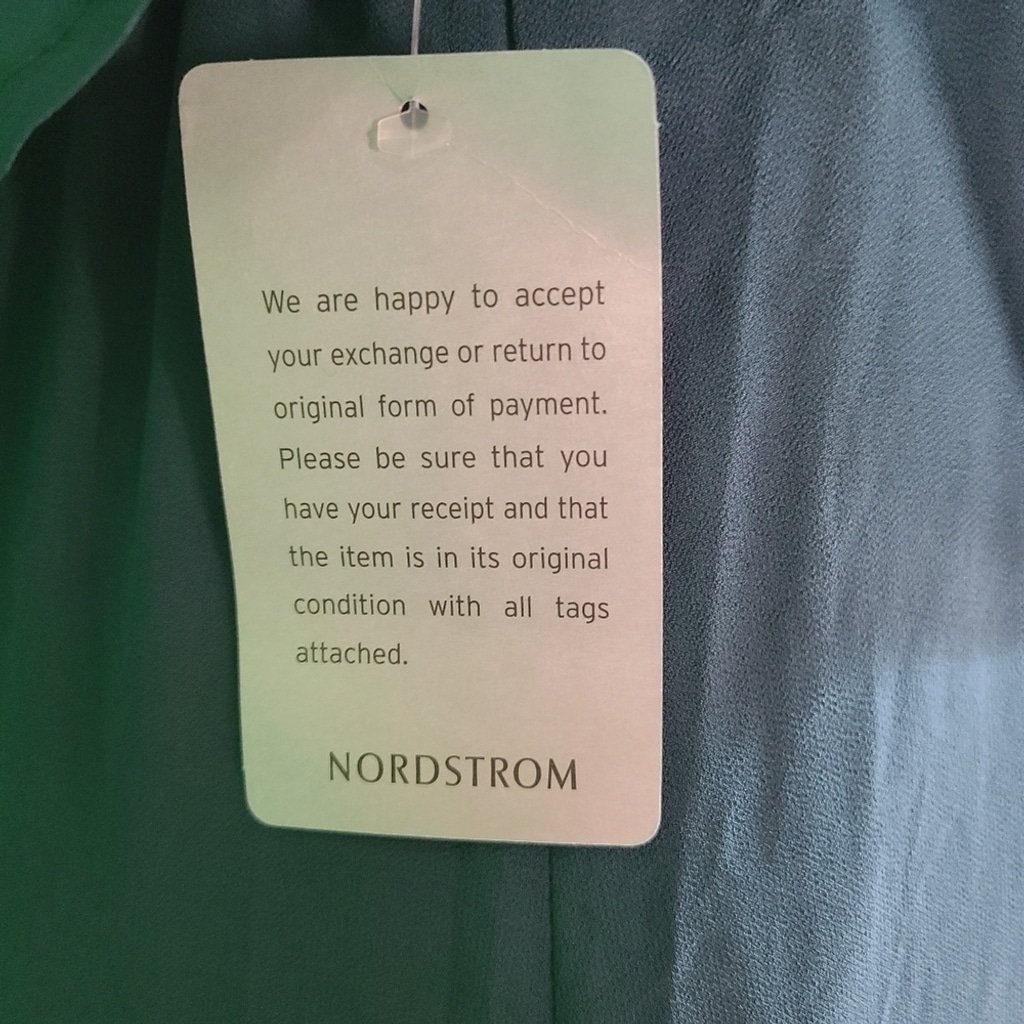 We are happy to accept
your exchange or return to
original form of payment.
Please be sure that you
have your receipt and that
the item is in its original
condition with all tags
attached.
NORDSTROM